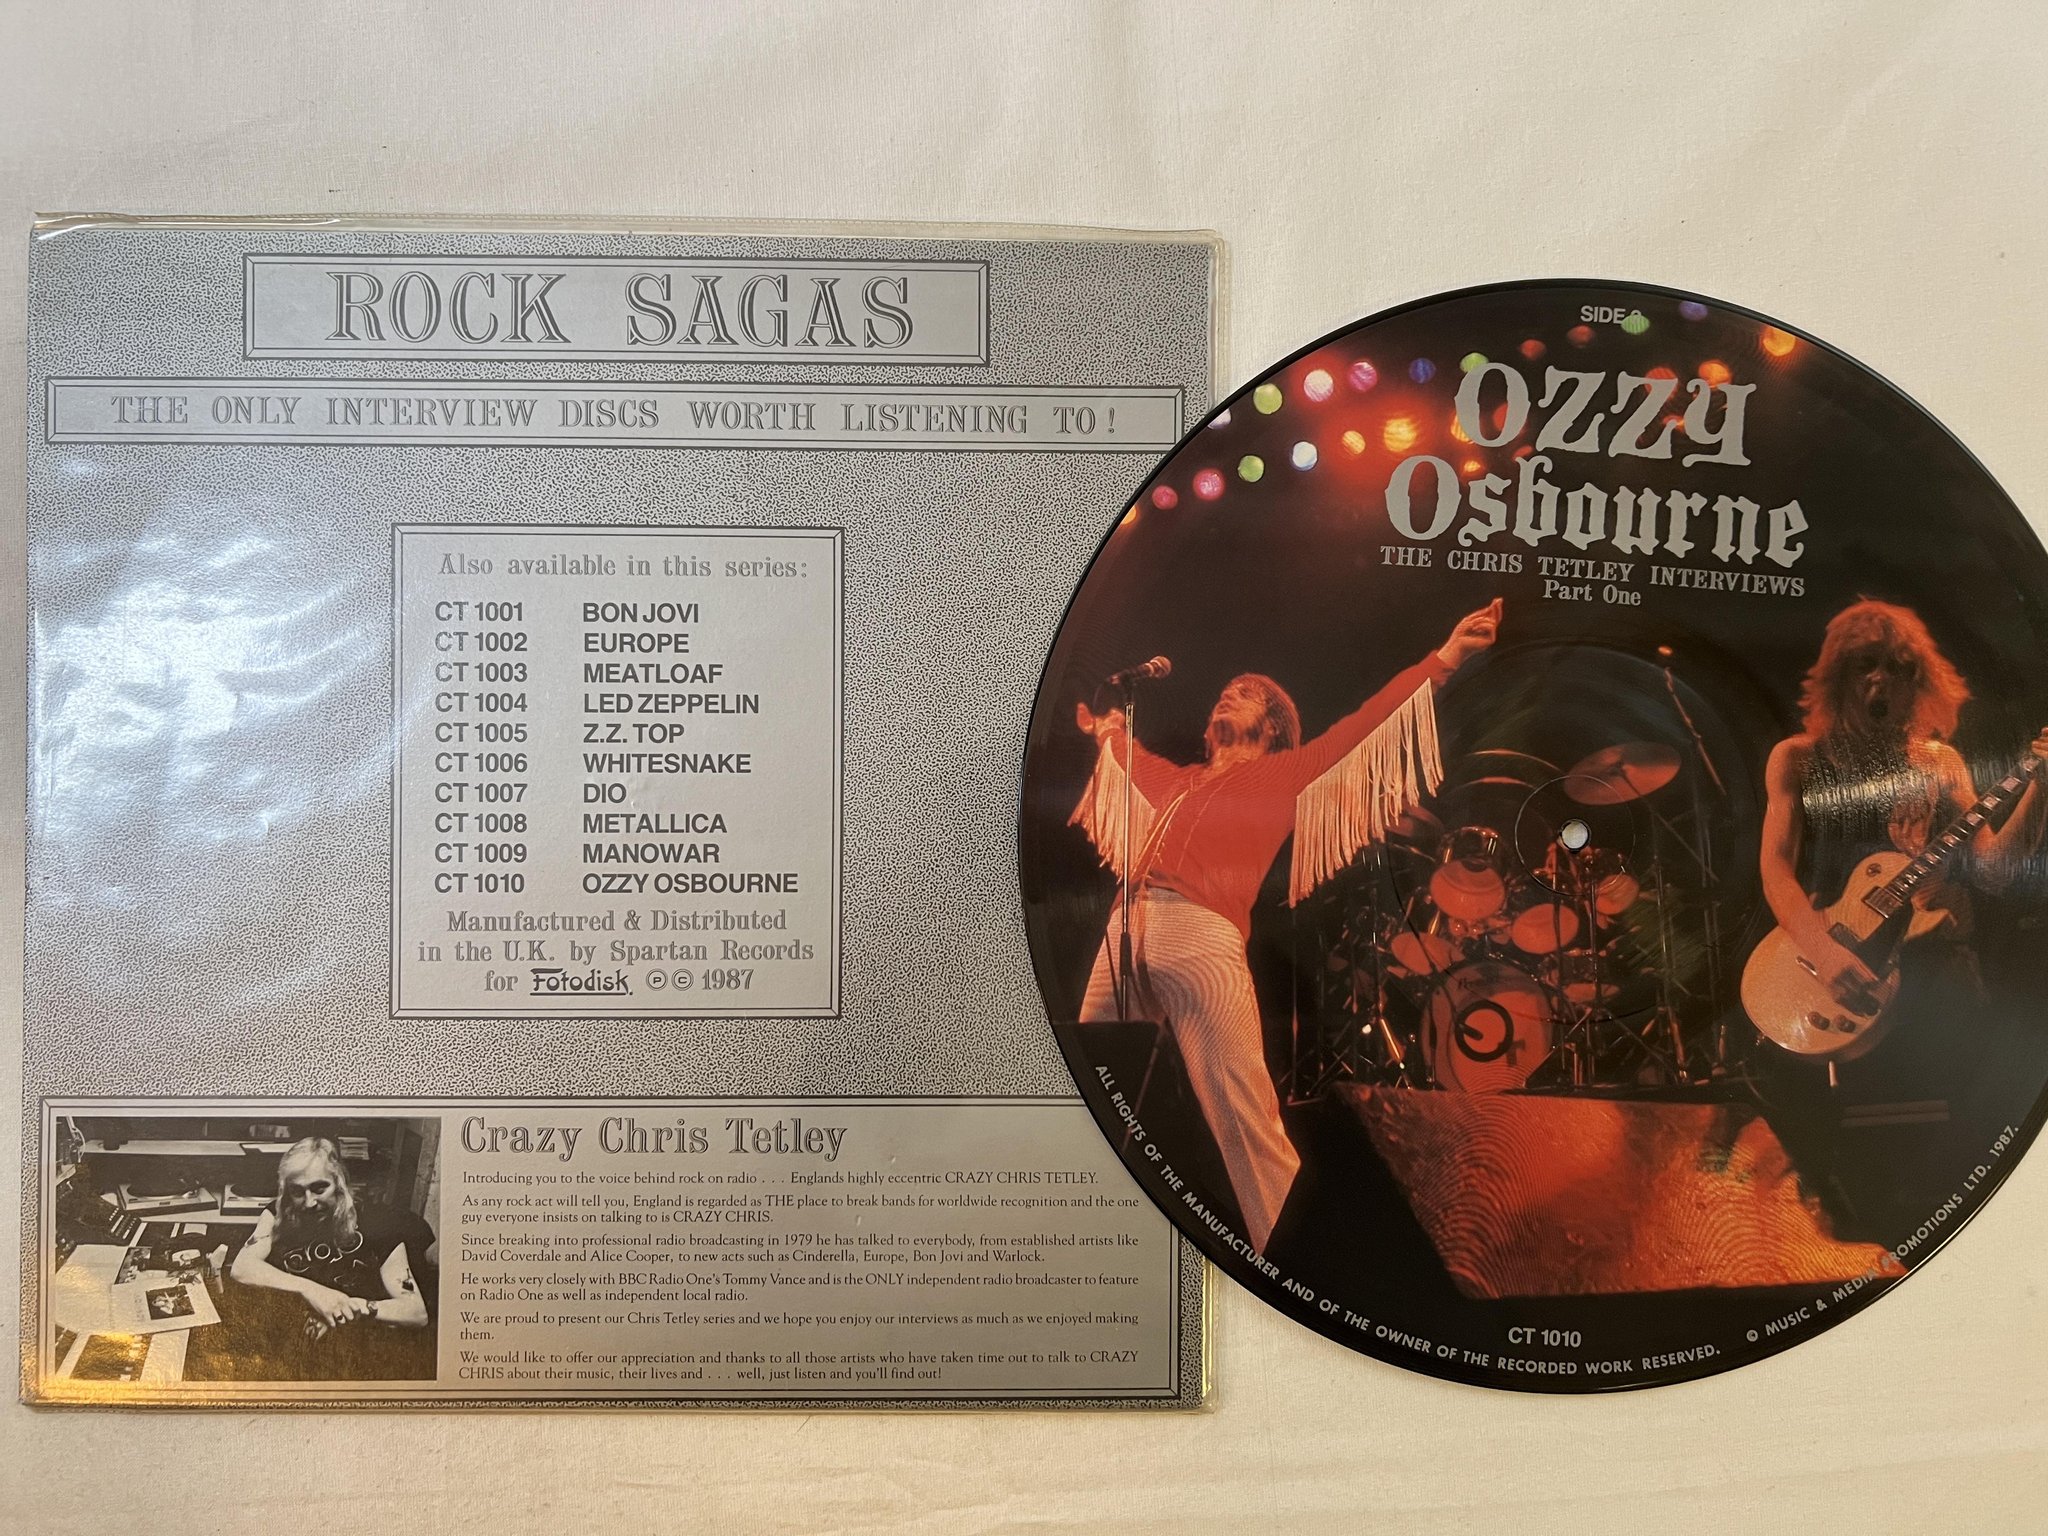 ROCK SAGAS
THE ONLY INTERVIEW DISCS WORTH LISTENING TO!
Also available in this series:
CT 1001 BON JOVI
CT 1002 EUROPE
CT 1003 MEATLOAF
CT 1004 LED ZEPPELIN
CT 1005 Z.Z. TOP
CT 1006 WHITESNAKE
CT 1007 DIO
CT 1008 METALLICA
CT 1009 MANOWAR
CT 1010 OZZY OSBOURNE
Manufactured & Distributed
in the U.K. by Spartan Records
for Fotodisk. ℗ © 1987
Crazy Chris Tetley
Introducing you to the voice behind rock on radio . . . Englands highly eccentric CRAZY CHRIS TETLEY.
As any rock act will tell you, England is regarded as THE place to break bands for worldwide recognition and the one
guy everyone insists on talking to is CRAZY CHRIS.
Since breaking into professional radio broadcasting in 1979 he has talked to everybody, from established artists like
David Coverdale and Alice Cooper, to new acts such as Cinderella, Europe, Bon Jovi and Warlock.
He works very closely with BBC Radio One's Tommy Vance and is the ONLY independent radio broadcaster to feature
on Radio One as well as independent local radio.
We are proud to present our Chris Tetley series and we hope you enjoy our interviews as much as we enjoyed making
them.
We would like to offer our appreciation and thanks to all those artists who have taken time out to talk to CRAZY
CHRIS about their music, their lives and . . . well, just listen and you'll find out!
SIDE
OZZY
Osbourne
THE CHRIS TETLEY INTERVIEWS
Part One
CT 1010
ALL RIGHTS OF THE MANUFACTURER AND OF THE OWNER OF THE RECORDED WORK RESERVED. © MUSIC & MEDIA PROMOTIONS LTD. 1987.